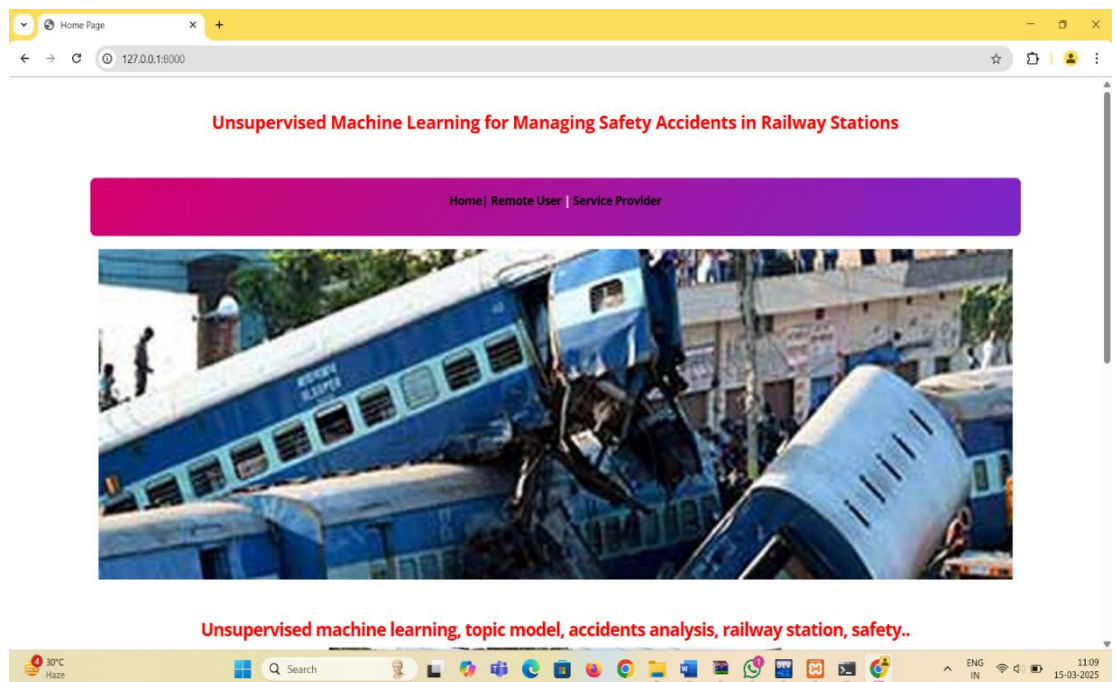 Home Page
127.0.0.1:8000
Unsupervised Machine Learning for Managing Safety Accidents in Railway Stations
Home| Remote User | Service Provider
SLEEPER
Unsupervised machine learning, topic model, accidents analysis, railway station, safety..
4
30°C
Haze
Search
ENG
IN
11:09
15-03-2025